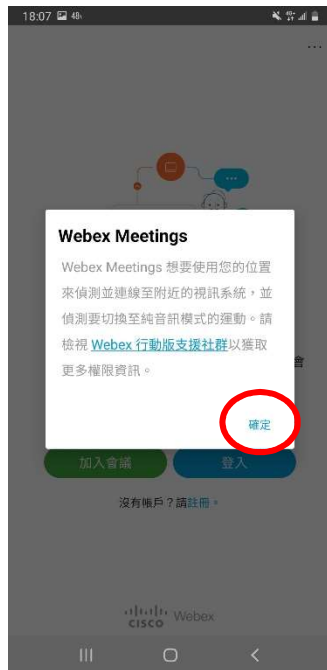 18:07
...
Webex Meetings
Webex Meetings 想要使用您的位置
來偵測並連線至附近的視訊系統，並
偵測要切換至純音訊模式的運動。請
檢視 Webex 行動版支援社群以獲取
更多權限資訊。
會
確定
加入會議 登入
沒有帳戶？請註冊。
CISCO Webex